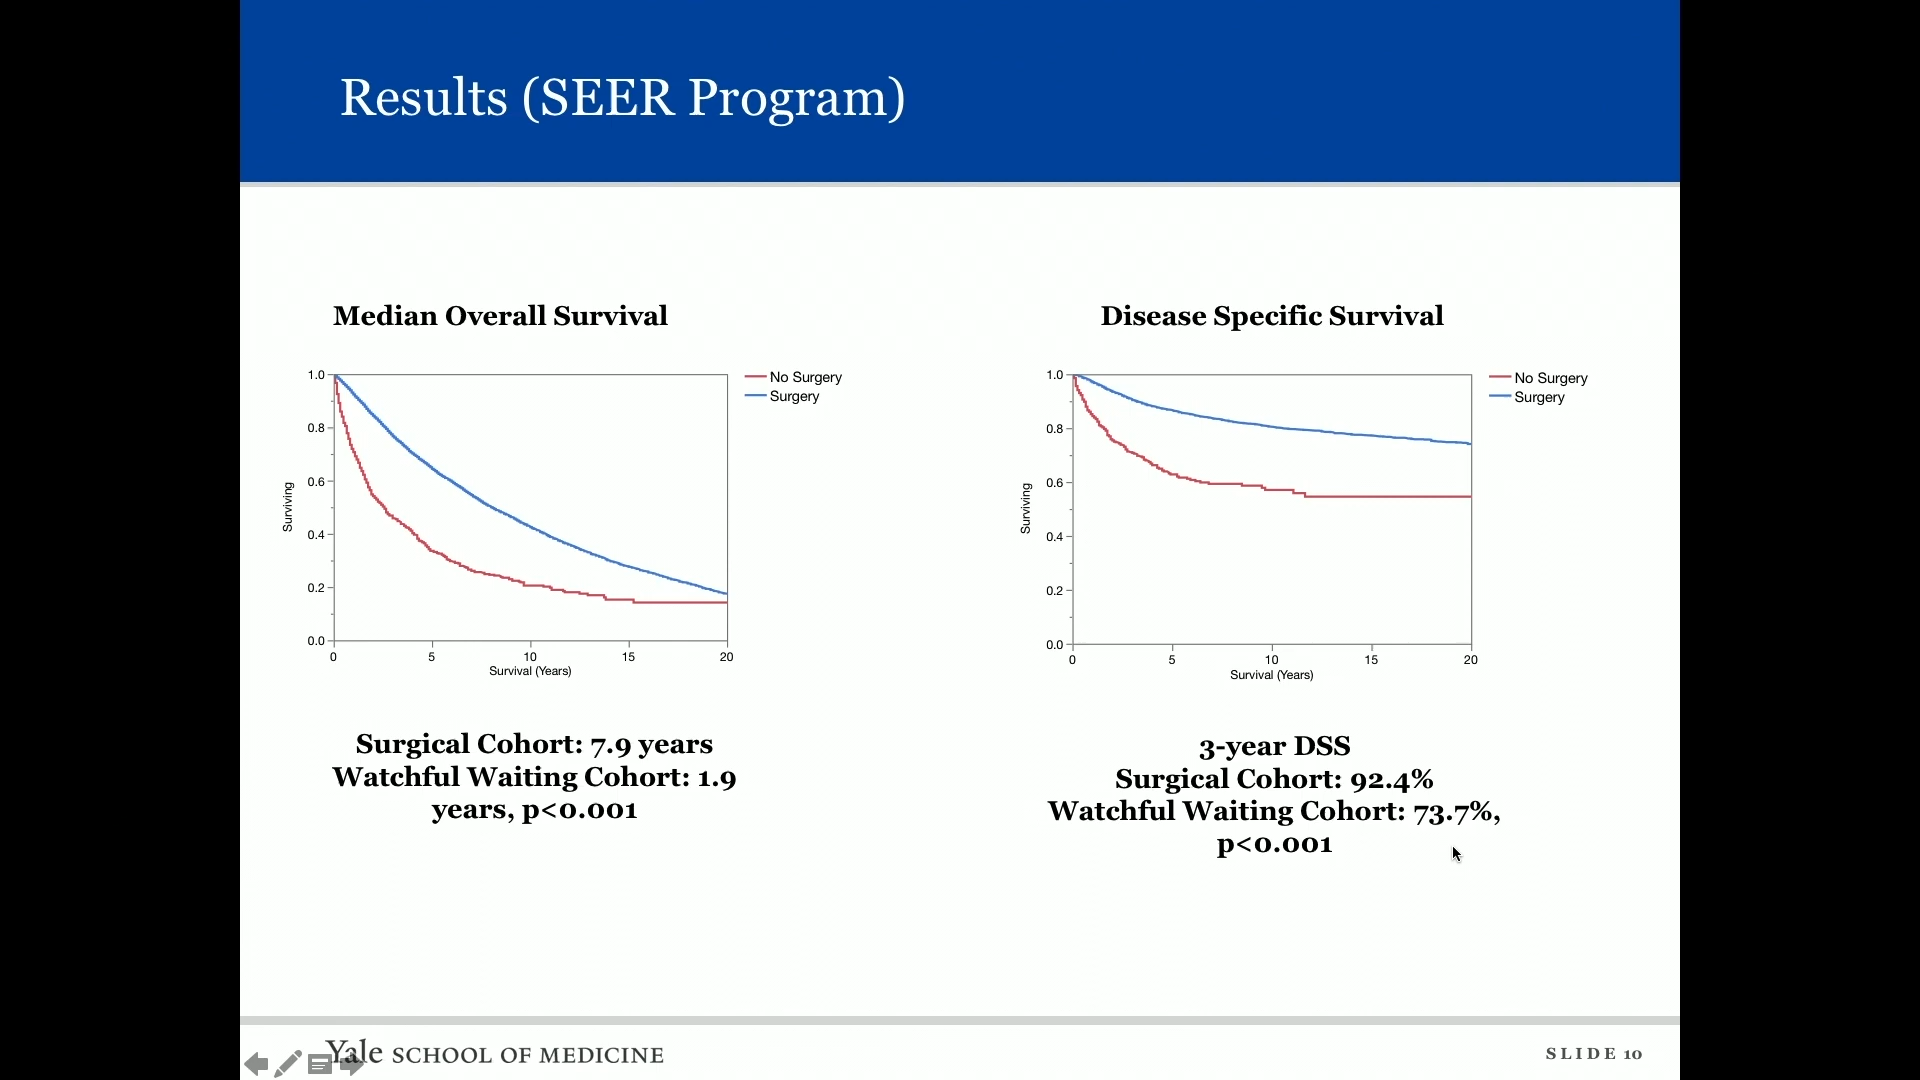 Results (SEER Program)
Median Overall Survival
1.0
0.8
0.6
0.4
0.2
0.0
Surviving
0
5
10
15
20
Survival (Years)
No Surgery
Surgery
Surgical Cohort: 7.9 years
Watchful Waiting Cohort: 1.9
years, p<0.001
Disease Specific Survival
1.0
0.8
0.6
0.4
0.2
0.0
Surviving
0
5
10
15
20
Survival (Years)
No Surgery
Surgery
3-year DSS
Surgical Cohort: 92.4%
Watchful Waiting Cohort: 73.7%,
p<0.001
Yale SCHOOL OF MEDICINE
SLIDE 10